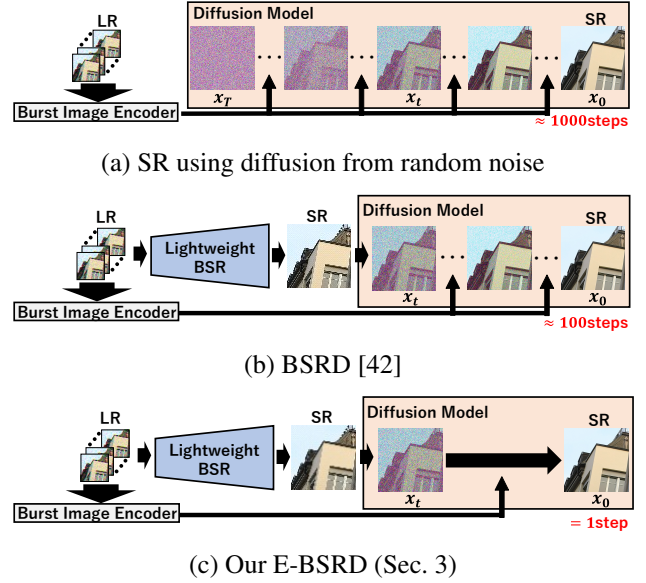 LR
Diffusion Model
SR
x_T
x_t
x_0
Burst Image Encoder
≈ 1000steps
(a) SR using diffusion from random noise
LR
Lightweight
BSR
SR
Diffusion Model
SR
x_t
x_0
Burst Image Encoder
≈ 100steps
(b) BSRD [42]
LR
Lightweight
BSR
SR
Diffusion Model
SR
x_t
x_0
Burst Image Encoder
= 1step
(c) Our E-BSRD (Sec. 3)